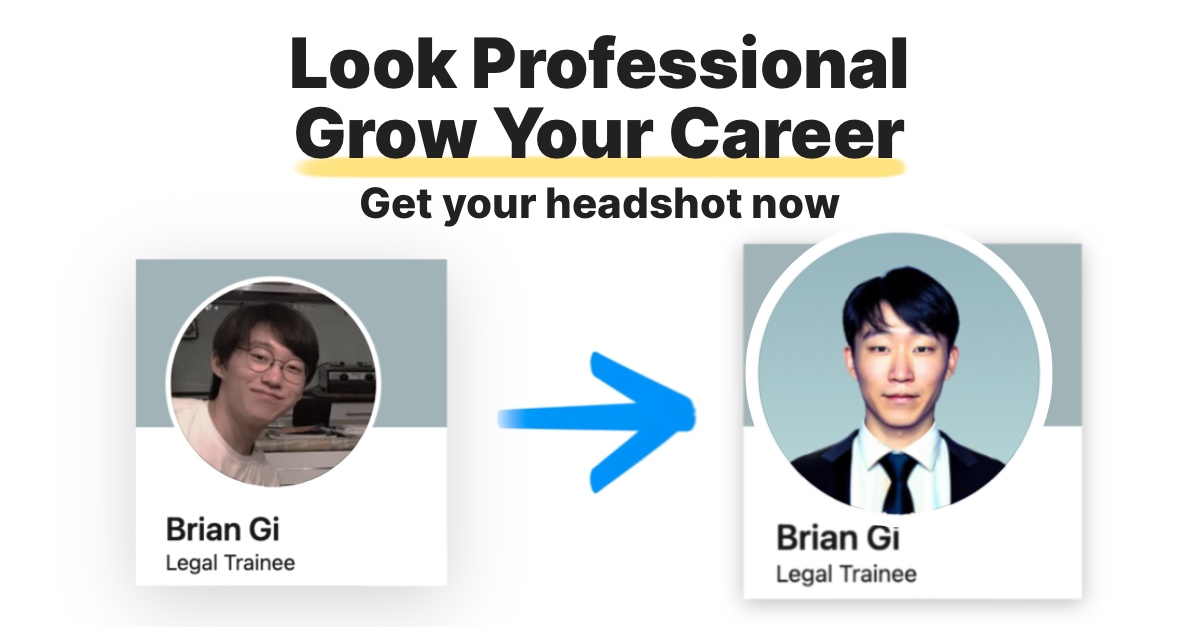 Look Professional
Grow Your Career
Get your headshot now
Brian Gi
Legal Trainee
Brian Gi
Legal Trainee